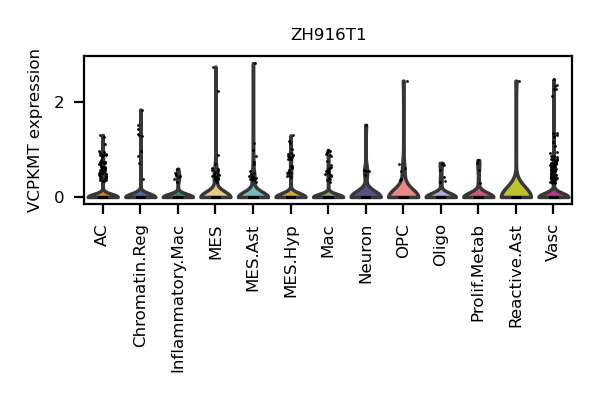 ZH916T1
VCPKMT expression
2
0
AC
Chromatin.Reg
Inflammatory.Mac
MES
MES.Ast
MES.Hyp
Mac
Neuron
OPC
Oligo
Prolif.Metab
Reactive.Ast
Vasc